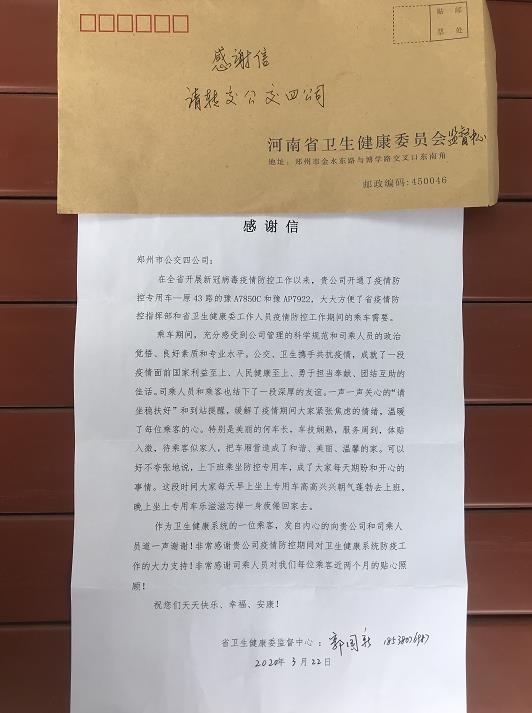 贴 邮
票 处
感谢信
请转交公交四公司
河南省卫生健康委员会监督中心
地址：郑州市金水东路与博学路交叉口东南角
邮政编码:450046
感谢信
郑州市公交四公司：
在全省开展新冠病毒疫情防控工作以来，贵公司开通了疫情防
控专用车—原 43 路的豫 A7850C 和豫 AP7922，大大方便了省疫情防
控指挥部和省卫生健康委工作人员疫情防控工作期间的乘车需要。
乘车期间，充分感受到公司管理的科学规范和司乘人员的政治
觉悟、良好素质和专业水平。公交、卫生携手共抗疫情，成就了一段
疫情面前国家利益至上、人民健康至上、勇于担当奉献、团结互助的
佳话。司乘人员和乘客也结下了一段深厚的友谊。一声一声关心的“请
坐稳扶好”和到站提醒，缓解了疫情期间大家紧张焦虑的情绪，温暖
了每位乘客的心。特别是美丽的何车长，车技娴熟，服务周到，体贴
入微，待乘客似家人，把车厢营造成了和谐、美丽、温馨的家。可以
好不夸张地说，上下班乘坐防控专用车，成了大家每天期盼和开心的
事情。这段时间大家每天早上坐上专用车高高兴兴朝气蓬勃去上班，
晚上坐上专用车乐滋滋忘掉一身疲倦回家去。
作为卫生健康系统的一位乘客，发自内心的向贵公司和司乘人
员道一声谢谢！非常感谢贵公司疫情防控期间对卫生健康系统防疫工
作的大力支持！非常感谢司乘人员对我们每位乘客近两个月的贴心照
顾！
祝您们天天快乐、幸福、安康！
省卫生健康委监督中心：郭国新
2020年 3月 22日